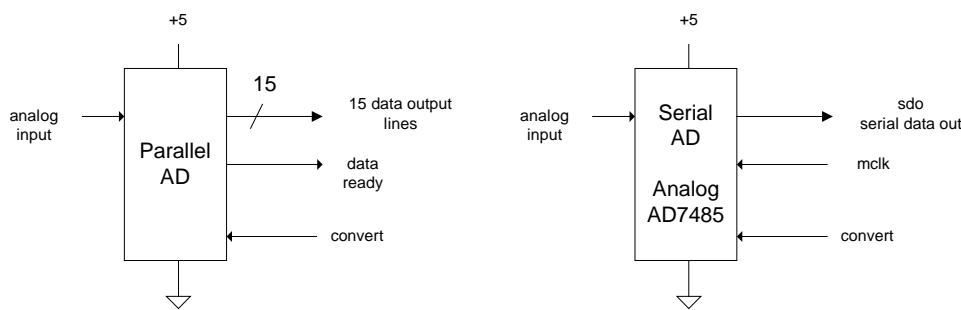 +5
15
analog
input
15 data output
lines
Parallel
AD
data
ready
convert
+5
analog
input
Serial
AD
sdo
serial data out
mclk
Analog
AD7485
convert